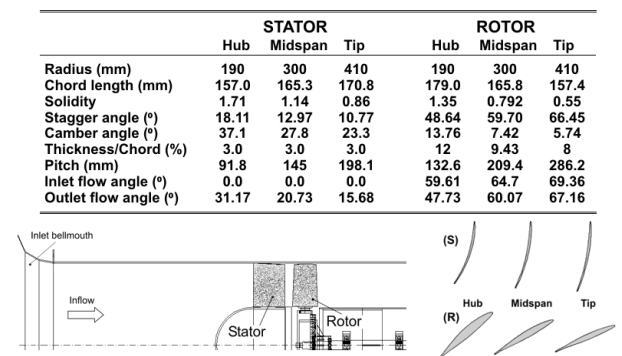 STATOR ROTOR
Hub Midspan Tip Hub Midspan Tip
Radius (mm) 190 300 410 190 300 410
Chord length (mm) 157.0 165.3 170.8 179.0 165.8 157.4
Solidity 1.71 1.14 0.86 1.35 0.792 0.55
Stagger angle (º) 18.11 12.97 10.77 48.64 59.70 66.45
Camber angle (º) 37.1 27.8 23.3 13.76 7.42 5.74
Thickness/Chord (%) 3.0 3.0 3.0 12 9.43 8
Pitch (mm) 91.8 145 198.1 132.6 209.4 286.2
Inlet flow angle (º) 0.0 0.0 0.0 59.61 64.7 69.36
Outlet flow angle (º) 31.17 20.73 15.68 47.73 60.07 67.16
Inlet bellmouth
Inflow
Stator
Rotor
(S)
Hub Midspan Tip
(R)